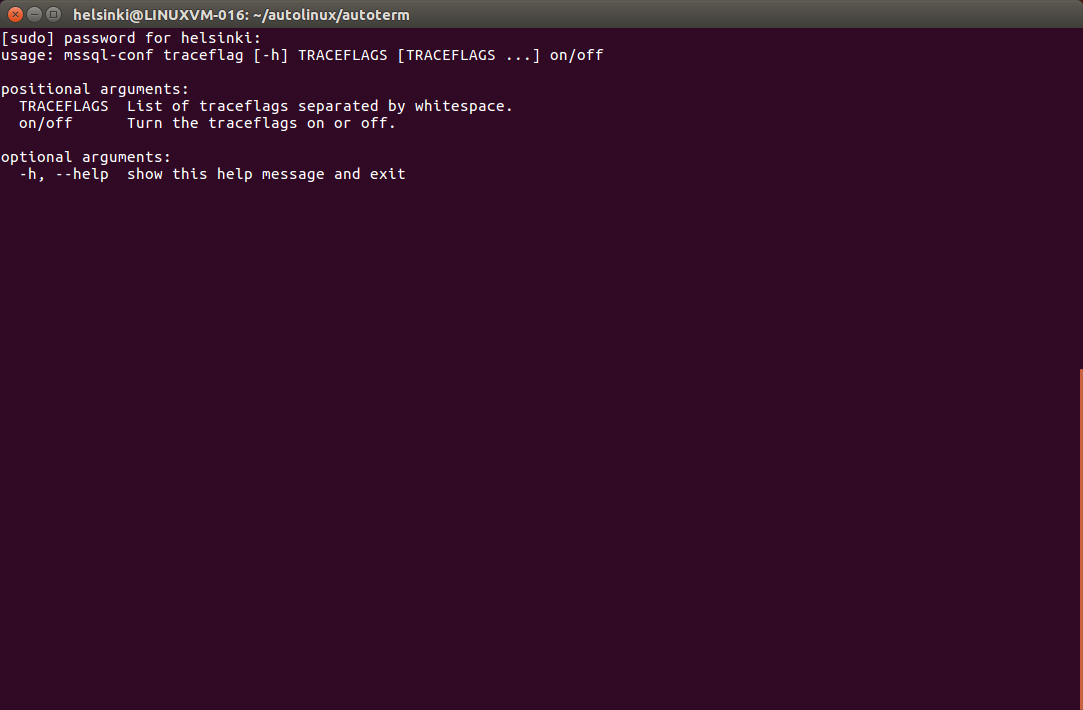 helsinki@LINUXVM-016: ~/autolinux/autoterm
[sudo] password for helsinki:
usage: mssql-conf traceflag [-h] TRACEFLAGS [TRACEFLAGS ...] on/off
positional arguments:
  TRACEFLAGS  List of traceflags separated by whitespace.
  on/off      Turn the traceflags on or off.
optional arguments:
  -h, --help  show this help message and exit